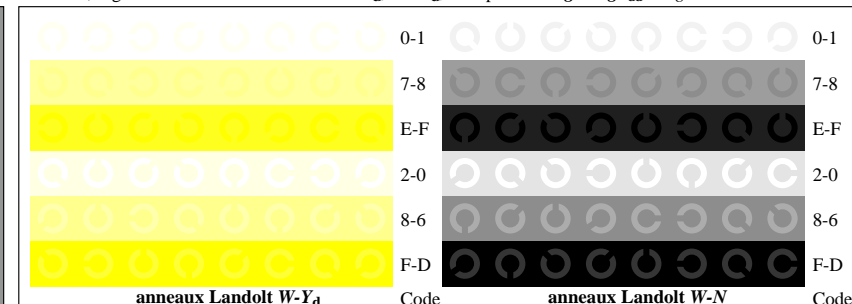 0-1 0-1
7-8 7-8
E-F E-F
2-0 2-0
8-6 8-6
F-D F-D
anneaux Landolt W-Yd Code anneaux Landolt W-N Code